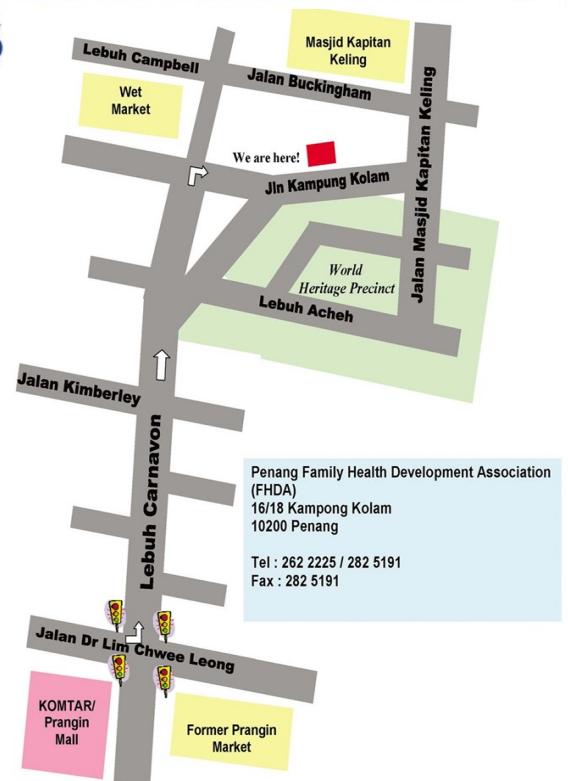 Masjid Kapitan
Keling
Lebuh Campbell
Jalan Buckingham
Wet
Market
We are here!
Jln Kampung Kolam
Jalan Masjid Kapitan Keling
World
Heritage Precinct
Lebuh Acheh
Jalan Kimberley
Lebuh Carnavon
Penang Family Health Development Association
(FHDA)
16/18 Kampong Kolam
10200 Penang
Tel : 262 2225 / 282 5191
Fax : 282 5191
Jalan Dr Lim Chwee Leong
KOMTAR/
Prangin
Mall
Former Prangin
Market